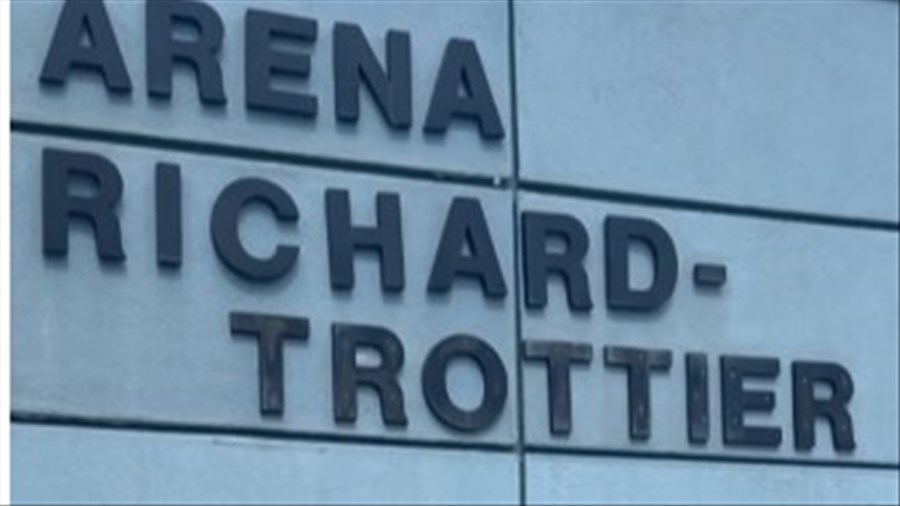 ARENA
RICHARD-
TROTTIER